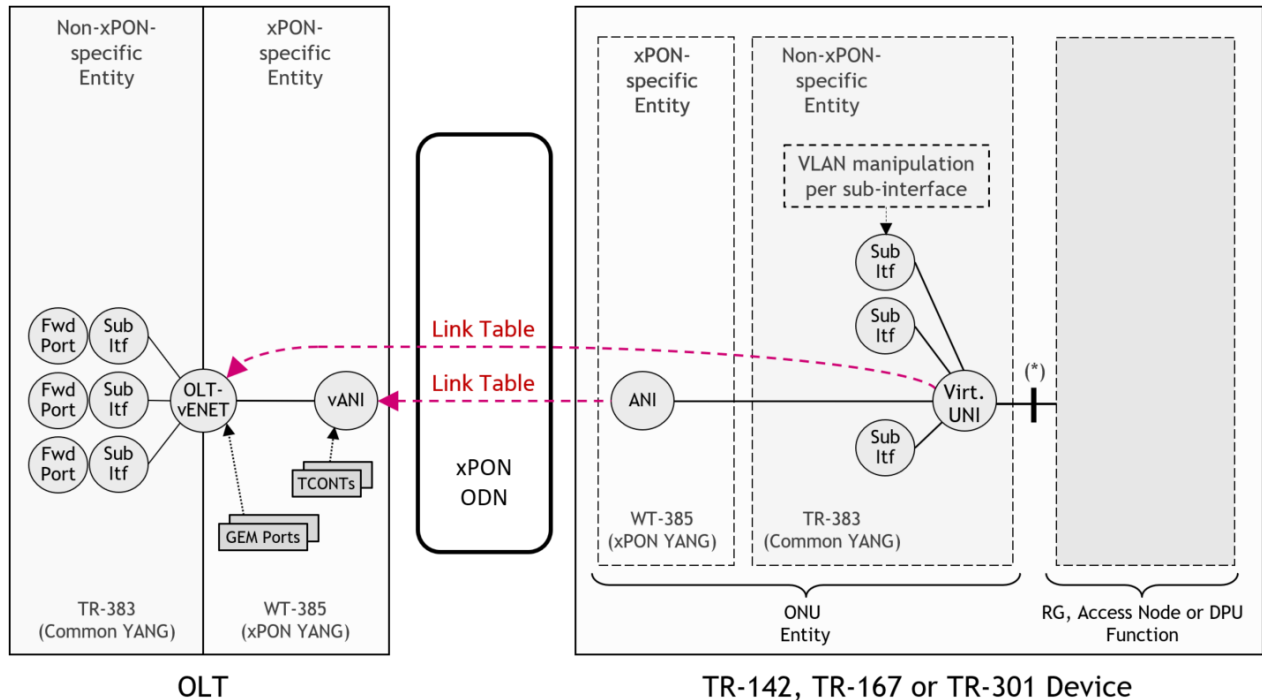 Non-xPON-
specific
Entity
xPON-
specific
Entity
xPON-
specific
Entity
Non-xPON-
specific
Entity
VLAN manipulation
per sub-interface
Sub
Itf
Sub
Itf
Sub
Itf
Fwd
Port
Sub
Itf
Fwd
Port
Sub
Itf
Fwd
Port
Sub
Itf
OLT-
vENET
vANI
Link Table
Link Table
ANI
Virt.
UNI
(*)
TCONTs
GEM Ports
xPON
ODN
WT-385
(xPON YANG)
TR-383
(Common YANG)
TR-383
(Common YANG)
WT-385
(xPON YANG)
ONU
Entity
RG, Access Node or DPU
Function
OLT
TR-142, TR-167 or TR-301 Device